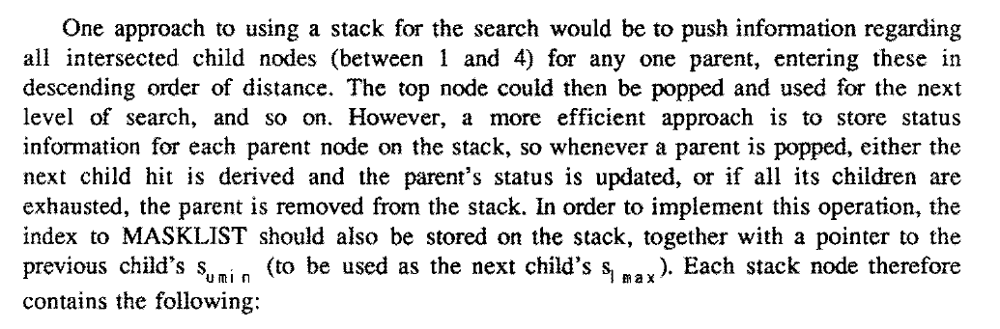 One approach to using a stack for the search would be to push information regarding
all intersected child nodes (between 1 and 4) for any one parent, entering these in
descending order of distance. The top node could then be popped and used for the next
level of search, and so on. However, a more efficient approach is to store status
information for each parent node on the stack, so whenever a parent is popped, either the
next child hit is derived and the parent's status is updated, or if all its children are
exhausted, the parent is removed from the stack. In order to implement this operation, the
index to MASKLIST should also be stored on the stack, together with a pointer to the
previous child's s_umin (to be used as the next child's s_lmax). Each stack node therefore
contains the following: